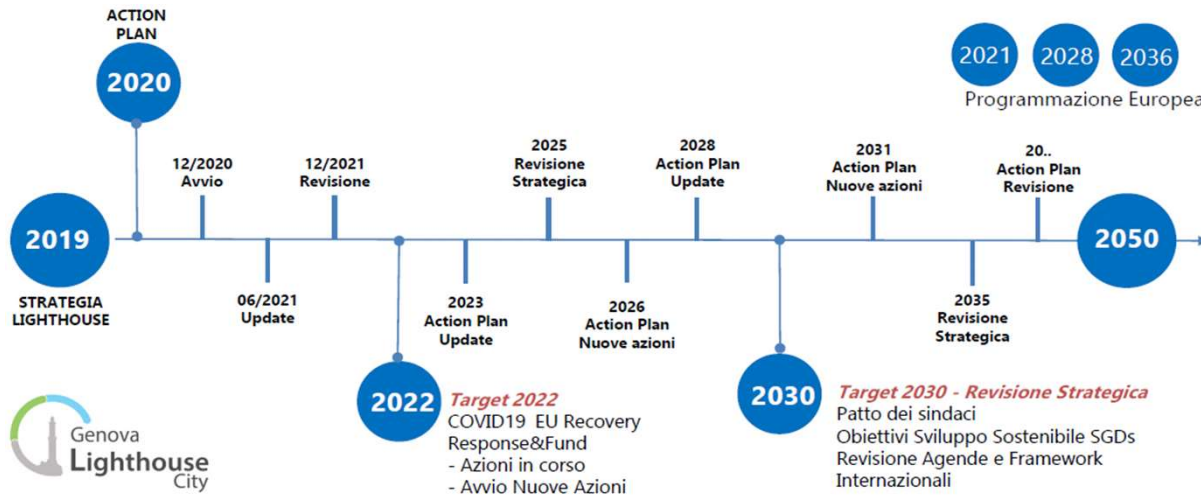 ACTION
PLAN
2020
2021
2028
2036
Programmazione Europea
12/2020
Avvio
12/2021
Revisione
2025
Revisione
Strategica
2028
Action Plan
Update
2031
Action Plan
Nuove azioni
20..
Action Plan
Revisione
2019
2050
STRATEGIA
LIGHTHOUSE
06/2021
Update
2023
Action Plan
Update
2026
Action Plan
Nuove azioni
2035
Revisione
Strategica
2022
Target 2022
COVID19 EU Recovery
Response&Fund
- Azioni in corso
- Avvio Nuove Azioni
2030
Target 2030 - Revisione Strategica
Patto dei sindaci
Obiettivi Sviluppo Sostenibile SGDs
Revisione Agende e Framework
Internazionali
Genova
Lighthouse
City